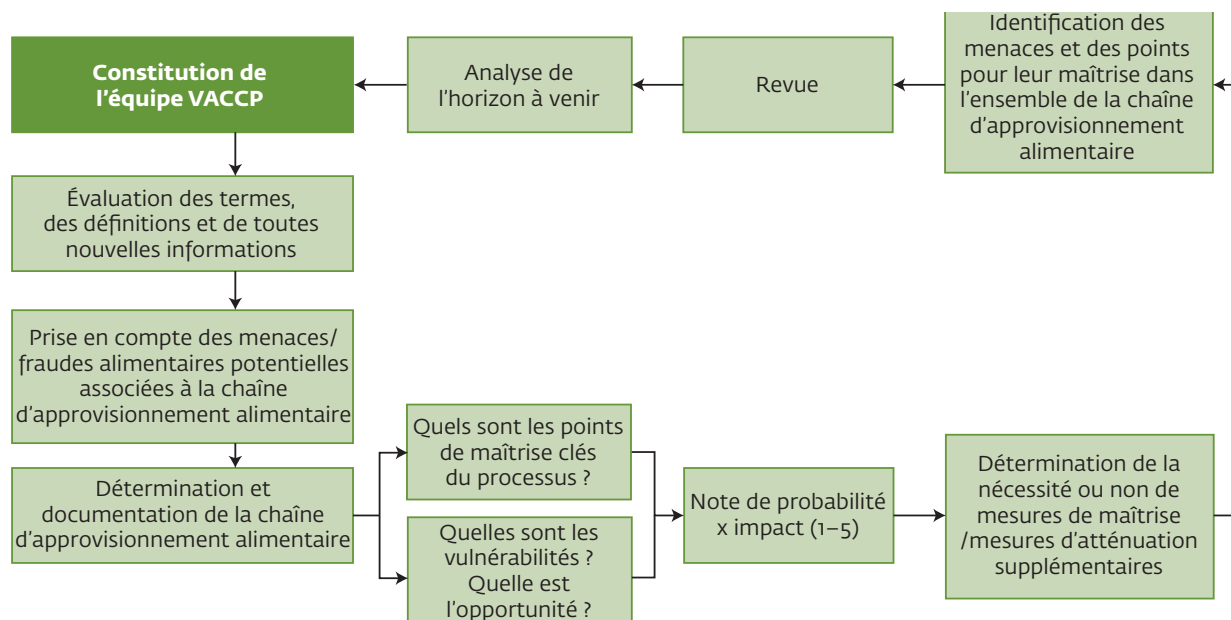 Constitution de
l'équipe VACCP
Analyse de
l'horizon à venir
Revue
Identification des
menaces et des points
pour leur maîtrise dans
l'ensemble de la chaîne
d'approvisionnement
alimentaire
Évaluation des termes,
des définitions et de toutes
nouvelles informations
Prise en compte des menaces/
fraudes alimentaires potentielles
associées à la chaîne
d'approvisionnement alimentaire
Détermination et
documentation de la chaîne
d'approvisionnement alimentaire
Quels sont les points
de maîtrise clés
du processus ?
Quelles sont les
vulnérabilités ?
Quelle est
l'opportunité ?
Note de probabilité
x impact (1–5)
Détermination de la
nécessité ou non de
mesures de maîtrise
/mesures d'atténuation
supplémentaires